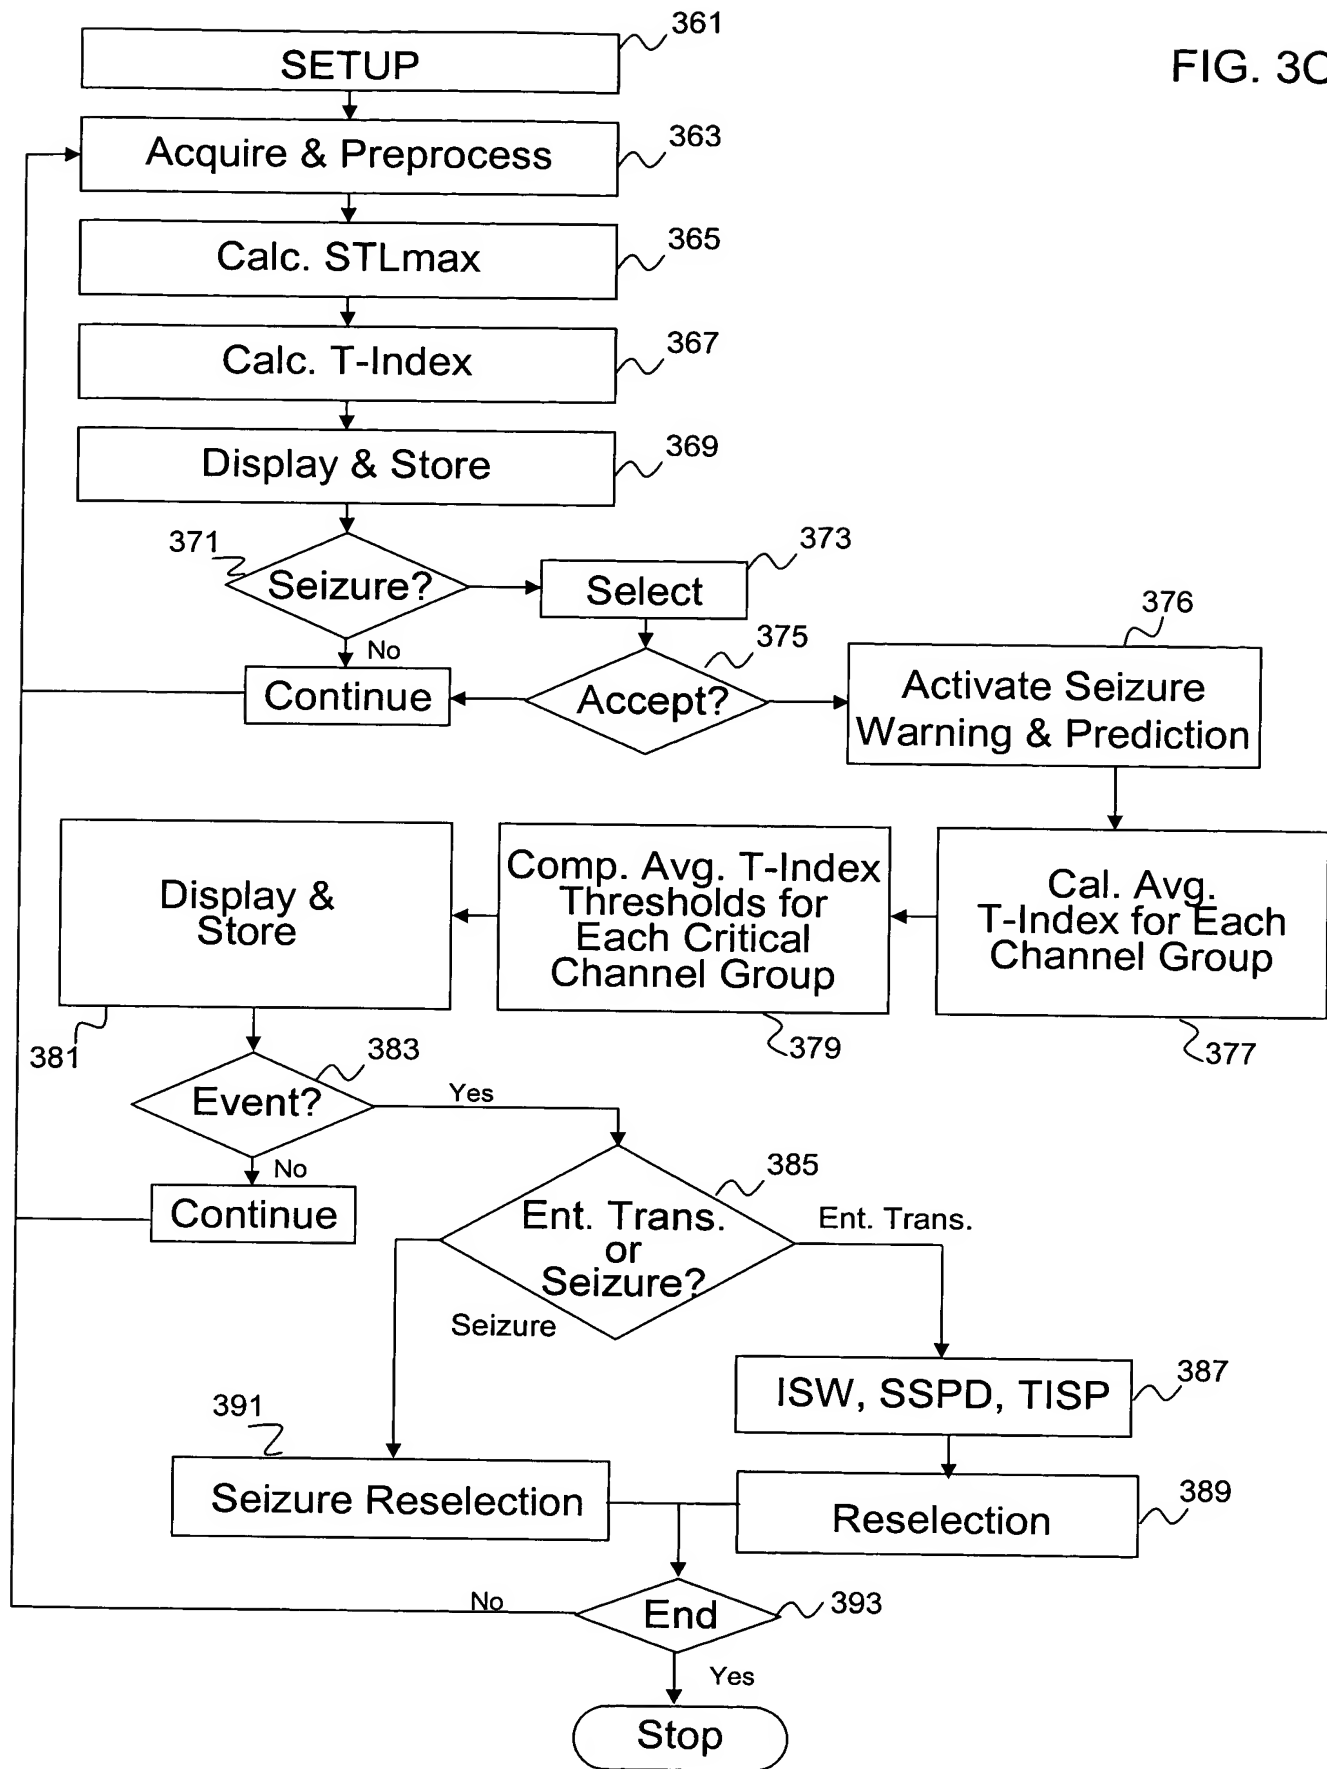 361
FIG. 3C
SETUP
Acquire & Preprocess
363
Calc. STLmax
365
Calc. T-Index
367
Display & Store
369
371
Seizure?
373
Select
No
375
376
Continue
Accept?
Activate Seizure
Warning & Prediction
Display &
Store
Comp. Avg. T-Index
Thresholds for
Each Critical
Channel Group
Cal. Avg.
T-Index for Each
Channel Group
381
383
379
377
Event?
Yes
No
385
Continue
Ent. Trans.
or
Seizure?
Ent. Trans.
Seizure
ISW, SSPD, TISP
387
391
Seizure Reselection
Reselection
389
No
End
393
Yes
Stop